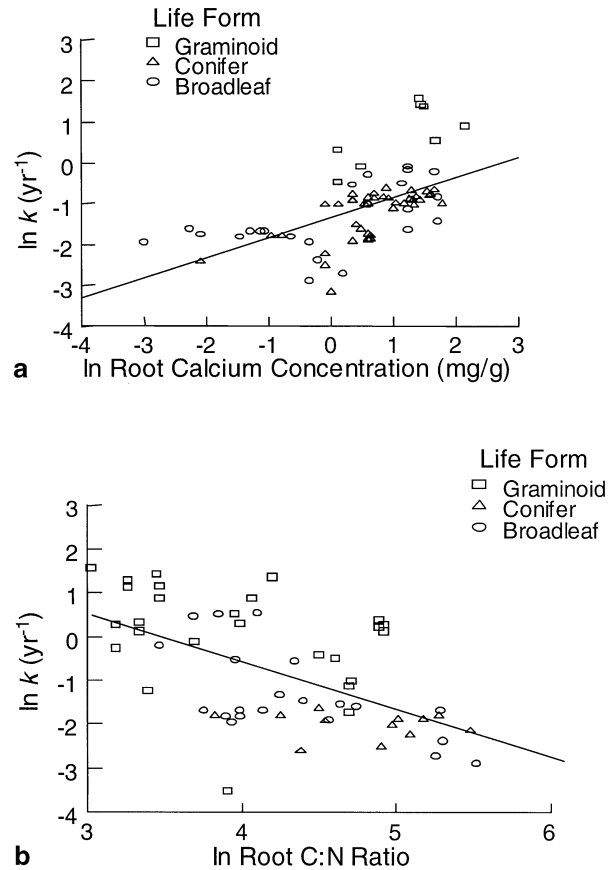 Life Form
Graminoid
Conifer
Broadleaf
3
2
1
0
-1
-2
-3
-4
ln k (yr⁻¹)
-4 -3 -2 -1 0 1 2 3
a ln Root Calcium Concentration (mg/g)
Life Form
Graminoid
Conifer
Broadleaf
3
2
1
0
-1
-2
-3
-4
ln k (yr⁻¹)
3 4 5 6
b ln Root C:N Ratio